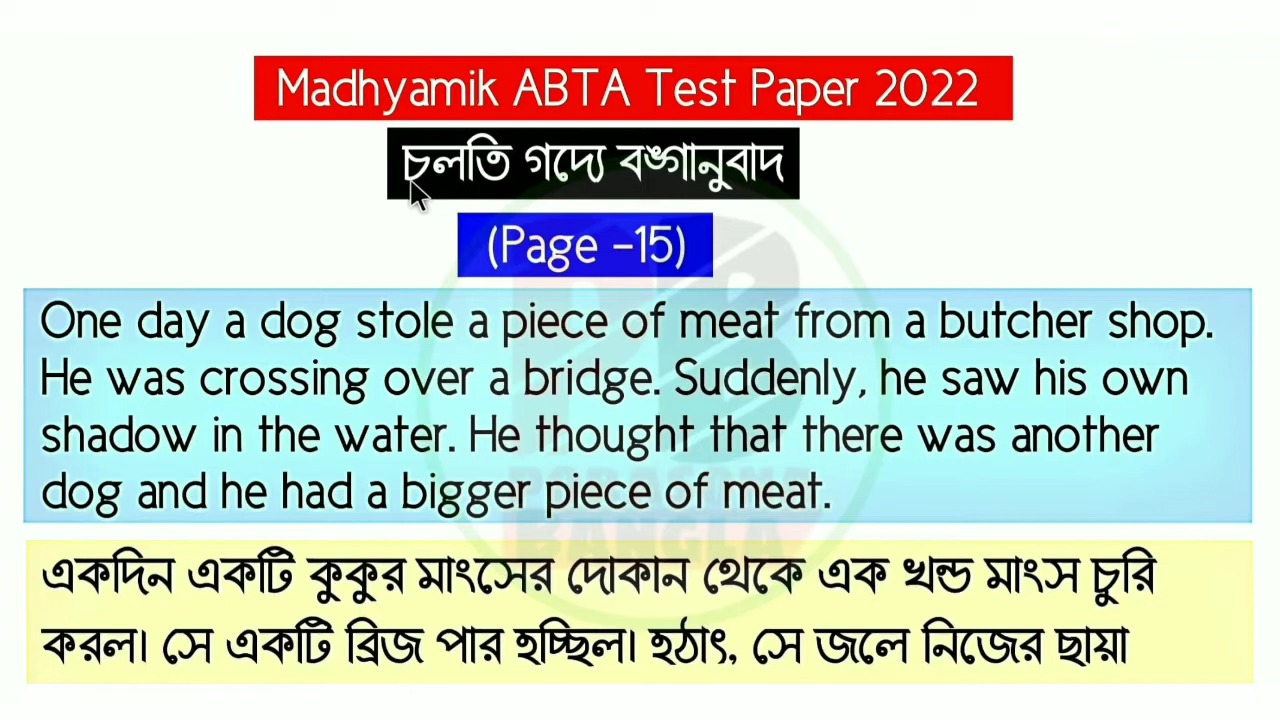 Madhyamik ABTA Test Paper 2022
চলতি গদ্যে বঙ্গানুবাদ
(Page -15)
One day a dog stole a piece of meat from a butcher shop.
He was crossing over a bridge. Suddenly, he saw his own
shadow in the water. He thought that there was another
dog and he had a bigger piece of meat.
একদিন একটি কুকুর মাংসের দোকান থেকে এক খন্ড মাংস চুরি
করল। সে একটি ব্রিজ পার হচ্ছিল। হঠাৎ, সে জলে নিজের ছায়া